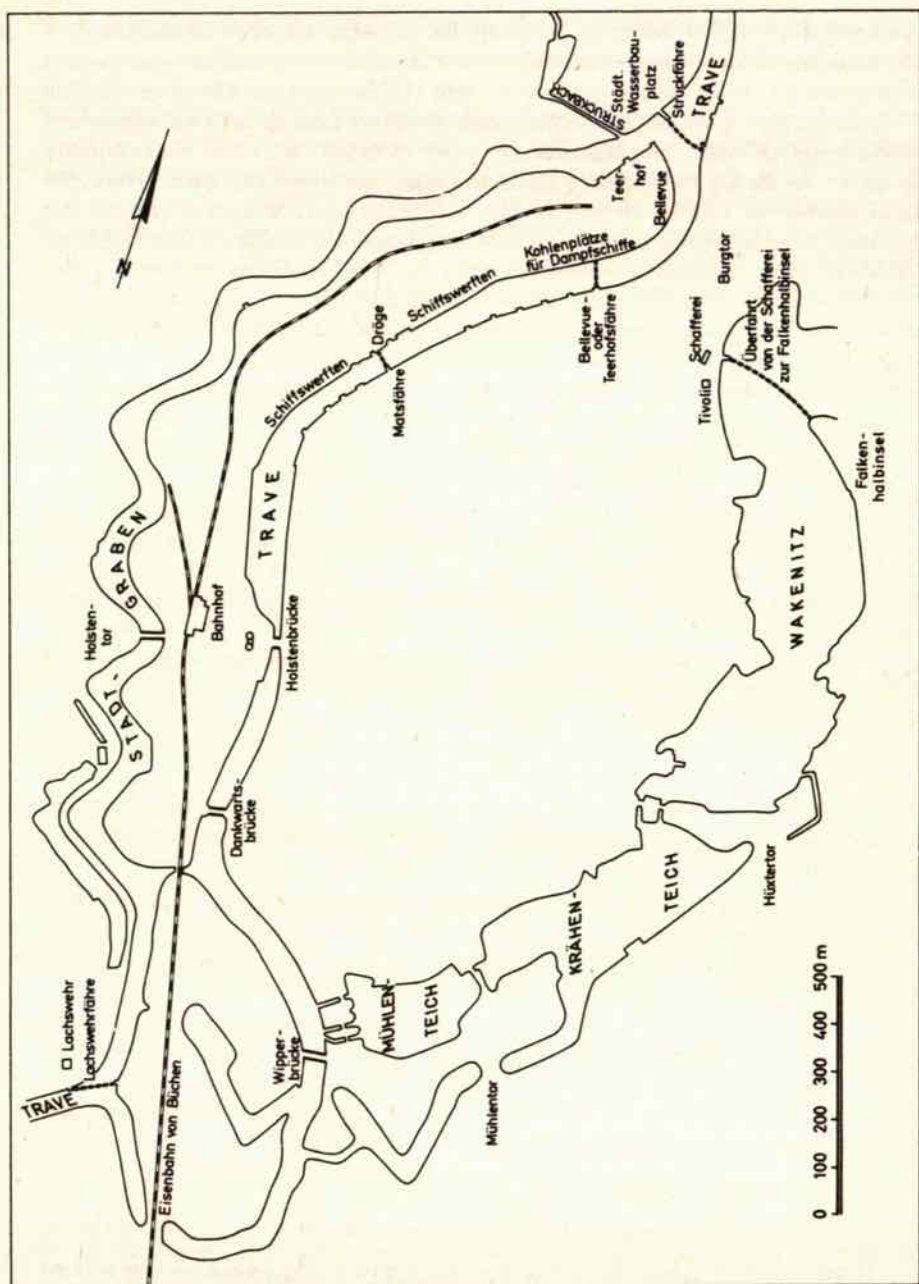 N
TRAVE
Lachswehr
Lachswehrfähre
Eisenbahn von Büchen
Holsten-
tor
STADT-
GRABEN
Bahnhof
TRAVE
Holstenbrücke
Dankwarts-
brücke
Wipper-
brücke
Schiffswerften
Dröge
Matsfähre
Schiffswerften
Kohlenplätze
für Dampfschiffe
Teer-
hof
Bellevue
STRUCKBACH
Städt.
Wasserbau-
platz
Struckfähre
TRAVE
Bellevue-
oder
Teerhofsfähre
Burgtor
Schafferei
Tivoli
Überfahrt
von der Schafferei
zur Falkenhalbinsel
Falken-
halbinsel
WAKENITZ
MÜHLEN-
TEICH
KRÄHEN-
TEICH
Mühlentor
Hüxtertor
0 100 200 300 400 500 m